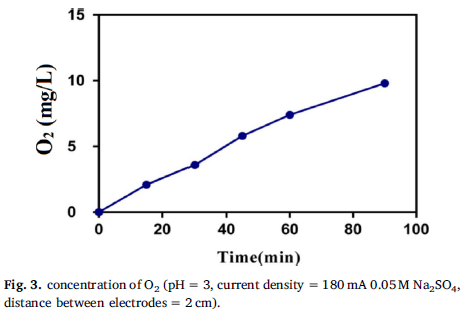 15
10
5
0
O₂ (mg/L)
0 20 40 60 80 100
Time(min)
Fig. 3. concentration of O₂ (pH = 3, current density = 180 mA 0.05 M Na₂SO₄,
distance between electrodes = 2 cm).